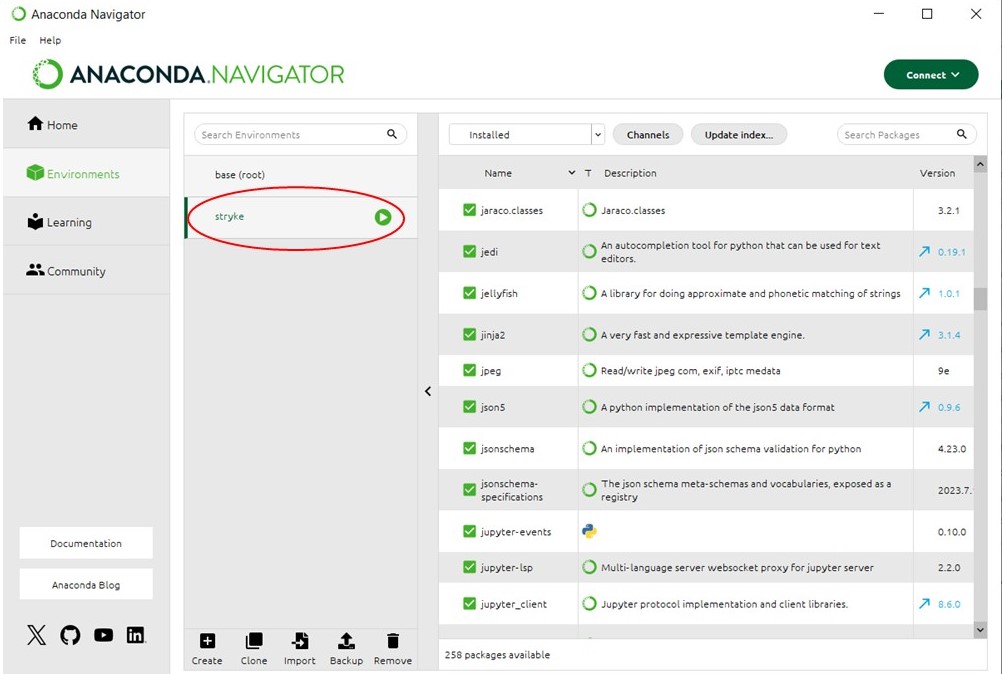 Anaconda Navigator
File Help
ANACONDA.NAVIGATOR
Connect
Home
Environments
Learning
Community
Documentation
Anaconda Blog
Search Environments
base (root)
stryke
Create Clone Import Backup Remove
Installed Channels Update index... Search Packages
Name T Description Version
jaraco.classes Jaraco.classes 3.2.1
jedi An autocompletion tool for python that can be used for text
editors. 0.19.1
jellyfish A library for doing approximate and phonetic matching of strings 1.0.1
jinja2 A very fast and expressive template engine. 3.1.4
jpeg Read/write jpeg com, exif, iptc medata 9e
json5 A python implementation of the json5 data format 0.9.6
jsonschema An implementation of json schema validation for python 4.23.0
jsonschema- The json schema meta-schemas and vocabularies, exposed as a
specifications registry 2023.7.
jupyter-events 0.10.0
jupyter-lsp Multi-language server websocket proxy for jupyter server 2.2.0
jupyter_client Jupyter protocol implementation and client libraries. 8.6.0
258 packages available